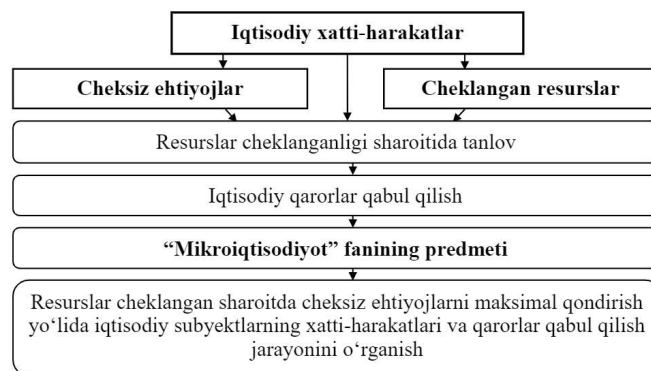 Iqtisodiy xatti-harakatlar
Cheksiz ehtiyojlar
Cheklangan resurslar
Resurslar cheklanganligi sharoitida tanlov
Iqtisodiy qarorlar qabul qilish
“Mikroiqtisodiyot” fanining predmeti
Resurslar cheklangan sharoitda cheksiz ehtiyojlarni maksimal qondirish
yo‘lida iqtisodiy subyektlarning xatti-harakatlari va qarorlar qabul qilish
jarayonini o‘rganish